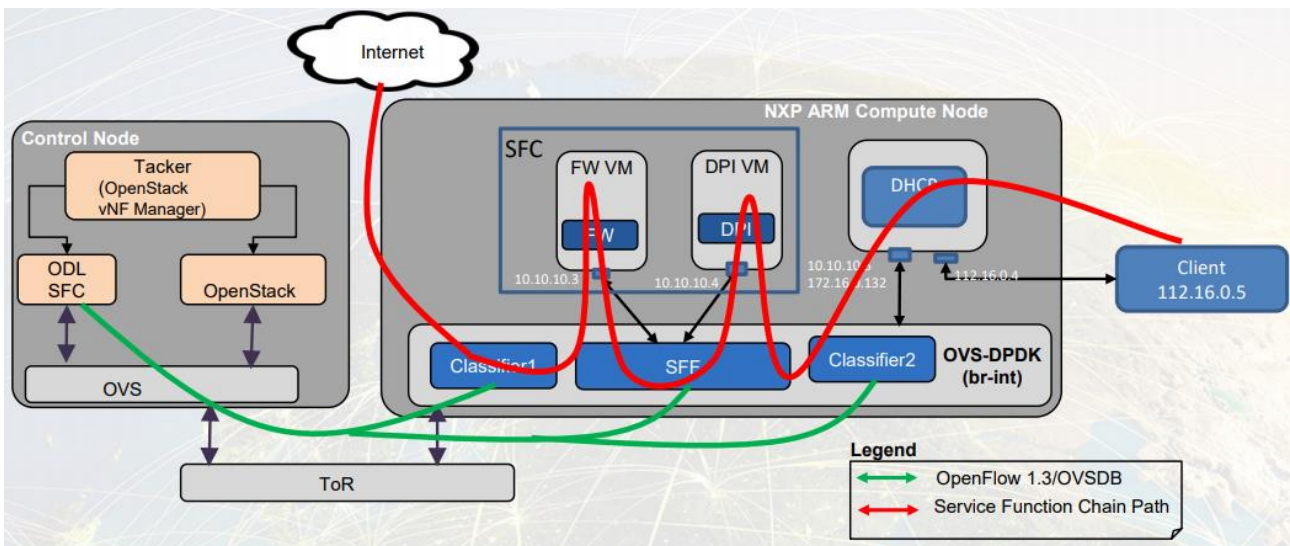 Internet
NXP ARM Compute Node
Control Node
Tacker
(OpenStack
vNF Manager)
ODL
SFC
OpenStack
OVS
ToR
SFC
FW VM
FW
DPI VM
DPI
DHCP
10.10.10.3
10.10.10.4
112.16.0.4
Client
112.16.0.5
Classifier1
SFF
Classifier2
OVS-DPDK
(br-int)
Legend
OpenFlow 1.3/OVSDB
Service Function Chain Path